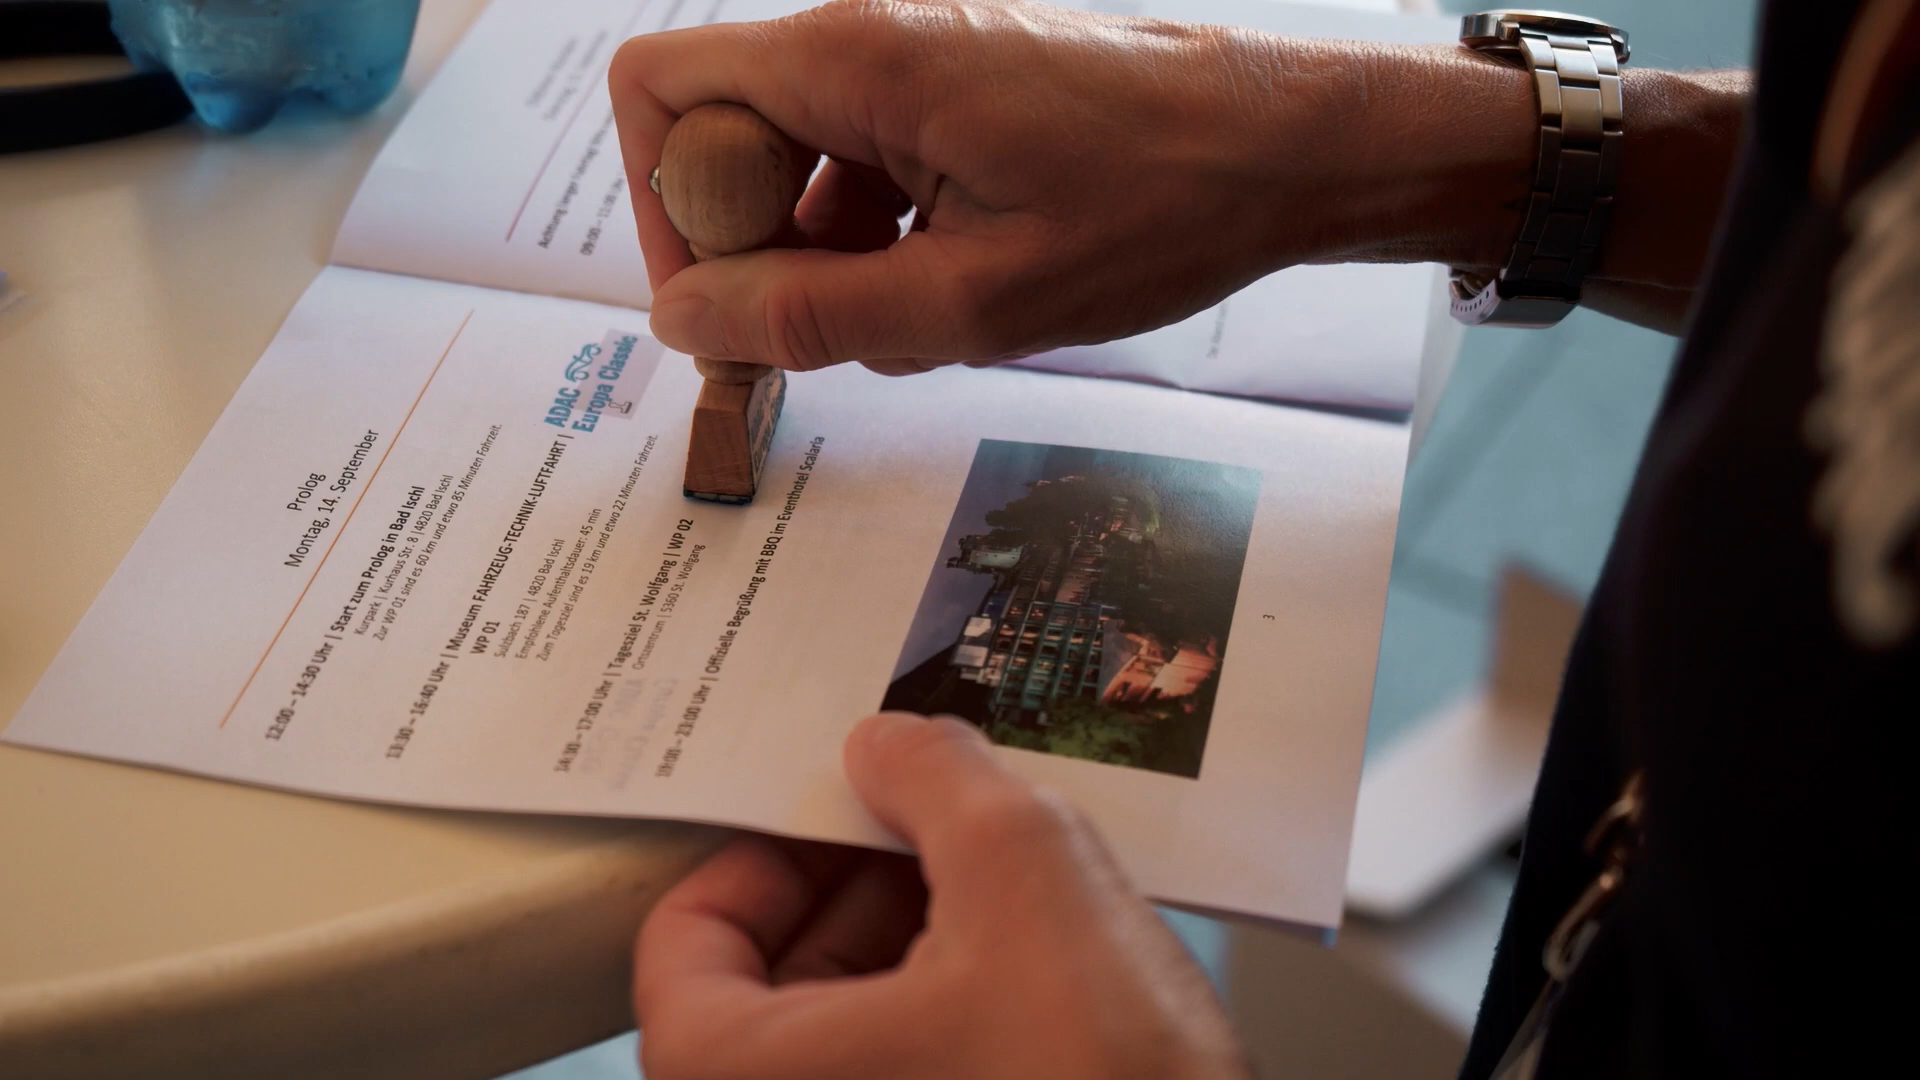 Prolog
Montag, 14. September
12:00 – 14:30 Uhr | Start zum Prolog in Bad Ischl
Kurpark | Kurhaus Str. 8 | 4820 Bad Ischl
Zur WP 01 sind es 60 km und etwa 85 Minuten Fahrzeit.
13:30 – 16:40 Uhr | Museum FAHRZEUG-TECHNIK-LUFTFAHRT |
WP 01
Sulzbach 187 | 4820 Bad Ischl
Empfohlene Aufenthaltsdauer: 45 min
Zum Tagesziel sind es 19 km und etwa 22 Minuten Fahrzeit.
ADAC
Europa Classic
14:30 – 17:00 Uhr | Tagesziel St. Wolfgang | WP 02
Ortszentrum | 5360 St. Wolfgang
Uhr | Offizielle Begrüßung mit BBQ im Eventhotel Scalaria
3
Achtung
09:00 – 11:00